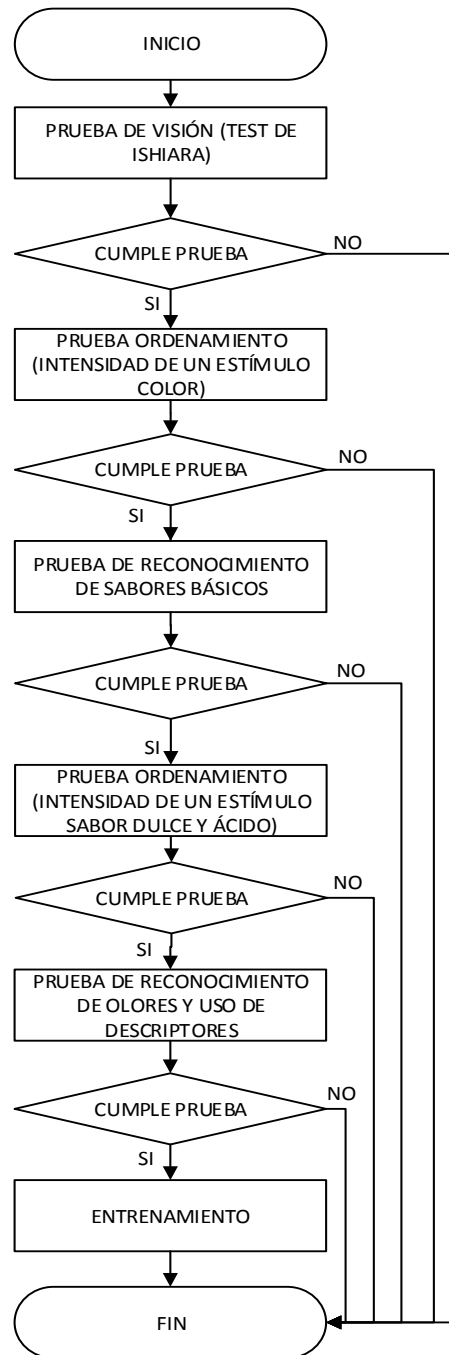 INICIO
PRUEBA DE VISIÓN (TEST DE
ISHIARA)
CUMPLE PRUEBA
NO
SI
PRUEBA ORDENAMIENTO
(INTENSIDAD DE UN ESTÍMULO
COLOR)
CUMPLE PRUEBA
NO
SI
PRUEBA DE RECONOCIMIENTO
DE SABORES BÁSICOS
CUMPLE PRUEBA
NO
SI
PRUEBA ORDENAMIENTO
(INTENSIDAD DE UN ESTÍMULO
SABOR DULCE Y ÁCIDO)
CUMPLE PRUEBA
NO
SI
PRUEBA DE RECONOCIMIENTO
DE OLORES Y USO DE
DESCRIPTORES
CUMPLE PRUEBA
NO
SI
ENTRENAMIENTO
FIN